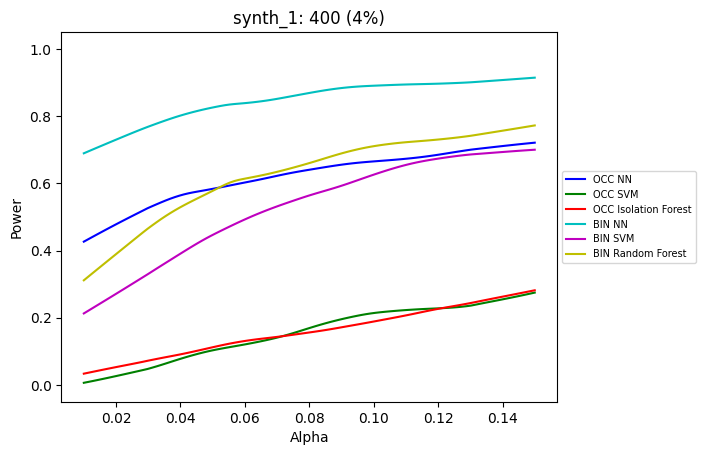 synth_1: 400 (4%)
1.0
0.8
0.6
0.4
0.2
0.0
Power
0.02 0.04 0.06 0.08 0.10 0.12 0.14
Alpha
OCC NN
OCC SVM
OCC Isolation Forest
BIN NN
BIN SVM
BIN Random Forest